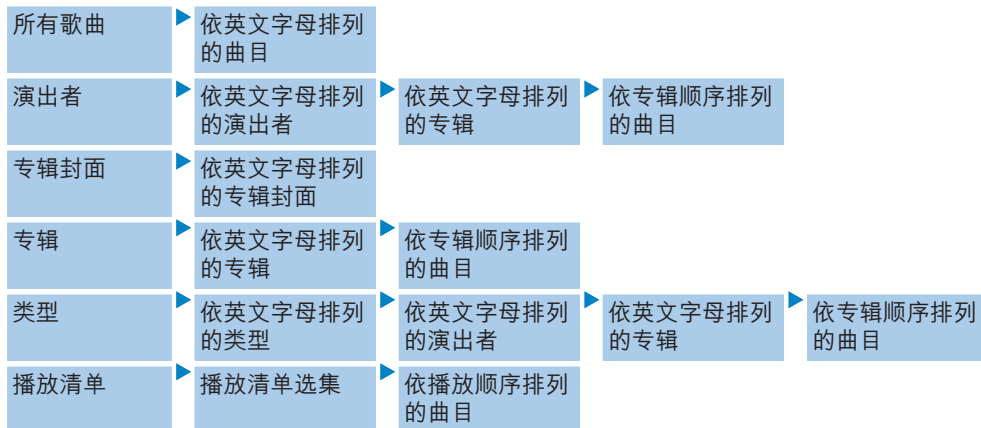 所有歌曲
依英文字母排列
的曲目
演出者
依英文字母排列
的演出者
依英文字母排列
的专辑
依专辑顺序排列
的曲目
专辑封面
依英文字母排列
的专辑封面
专辑
依英文字母排列
的专辑
依专辑顺序排列
的曲目
类型
依英文字母排列
的类型
依英文字母排列
的演出者
依英文字母排列
的专辑
依专辑顺序排列
的曲目
播放清单
播放清单选集
依播放顺序排列
的曲目